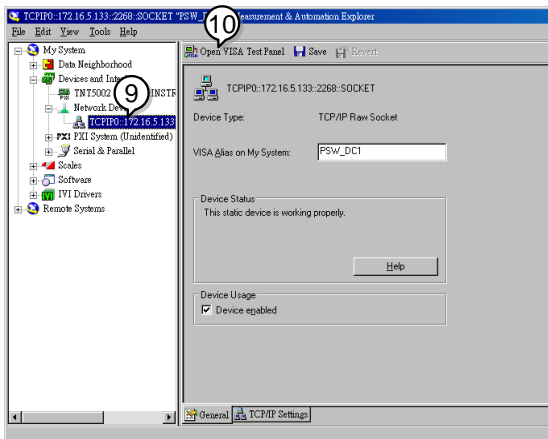 TCPIP0::172.16.5.133::2268::SOCKET "PSW_ Measurement & Automation Explorer
10
File Edit View Tools Help
My System
Data Neighborhood
Devices and
TNT5002 INSTR
9
Network
TCPIP0::172.16.5.133
PXI PXI System (Unidentified)
Serial & Parallel
Scales
Software
IVI Drivers
Remote Systems
Open VISA Test Panel Save Revert
TCPIP0::172.16.5.133::2268::SOCKET
Device Type: TCP/IP Raw Socket
VISA Alias on My System: PSW_DC1
Device Status
This static device is working properly.
Help
Device Usage
Device enabled
General TCP/IP Settings